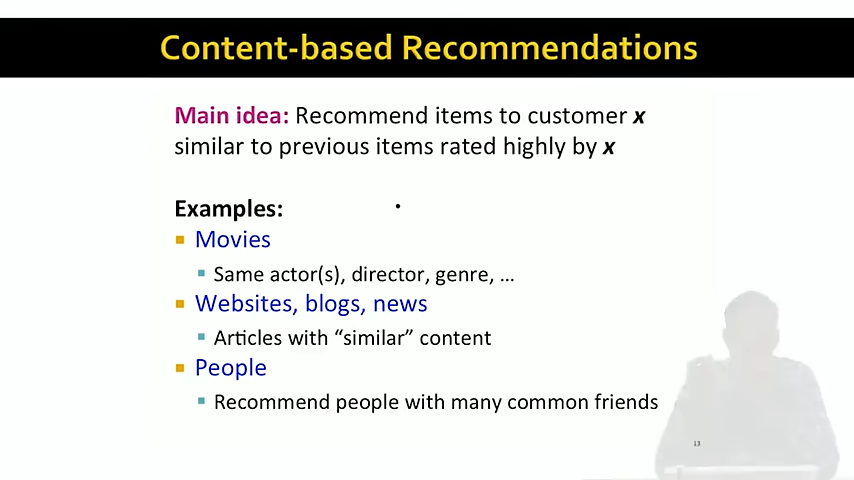 Content-based Recommendations
Main idea: Recommend items to customer x
similar to previous items rated highly by x
Examples:
Movies
Same actor(s), director, genre, ...
Websites, blogs, news
Articles with “similar” content
People
Recommend people with many common friends
13